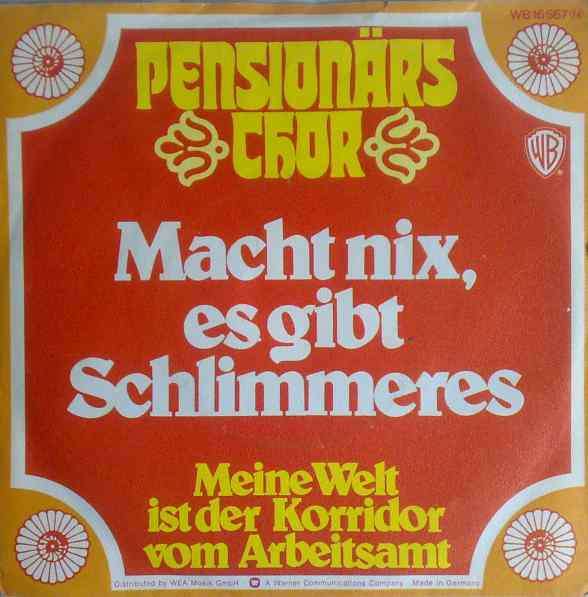 WB 16 567
PENSIONÄRS
CHOR
WB
Macht nix,
es gibt
Schlimmeres
Meine Welt
ist der Korridor
vom Arbeitsamt
Distributed by WEA Musik GmbH A Warner Communications Company Made in Germany